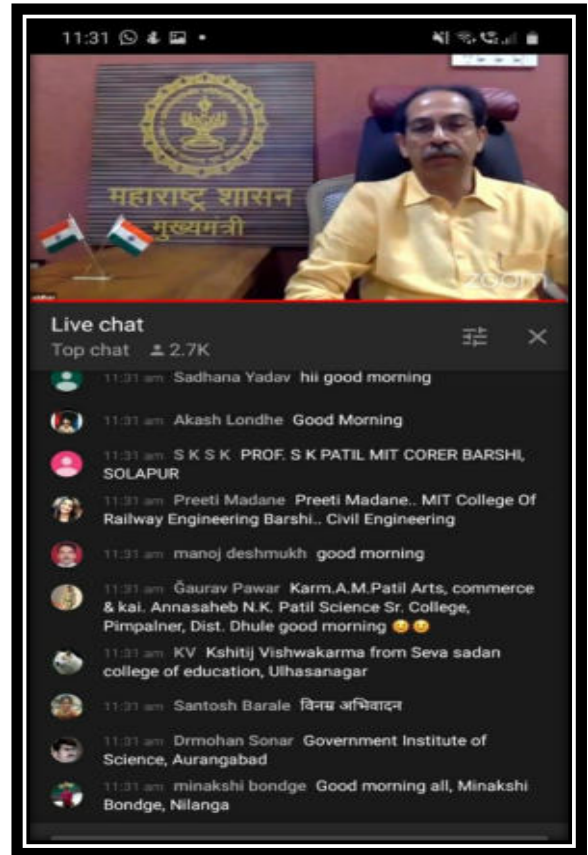 11:31
महाराष्ट्र शासन
मुख्यमंत्री
zoom
Live chat
Top chat 2.7K
11:31 am Sadhana Yadav hii good morning
11:31 am Akash Londhe Good Morning
11:31 am S K S K PROF. S K PATIL MIT CORER BARSHI,
SOLAPUR
11:31 am Preeti Madane Preeti Madane.. MIT College Of
Railway Engineering Barshi.. Civil Engineering
11:31 am manoj deshmukh good morning
11:31 am Ğaurav Pawar Karm.A.M.Patil Arts, commerce
& kai. Annasaheb N.K. Patil Science Sr. College,
Pimpalner, Dist. Dhule good morning 😊😊
11:31 am KV Kshitij Vishwakarma from Seva sadan
college of education, Ulhasanagar
11:31 am Santosh Barale विनम्र अभिवादन
11:31 am Drmohan Sonar Government Institute of
Science, Aurangabad
11:31 am minakshi bondge Good morning all, Minakshi
Bondge, Nilanga